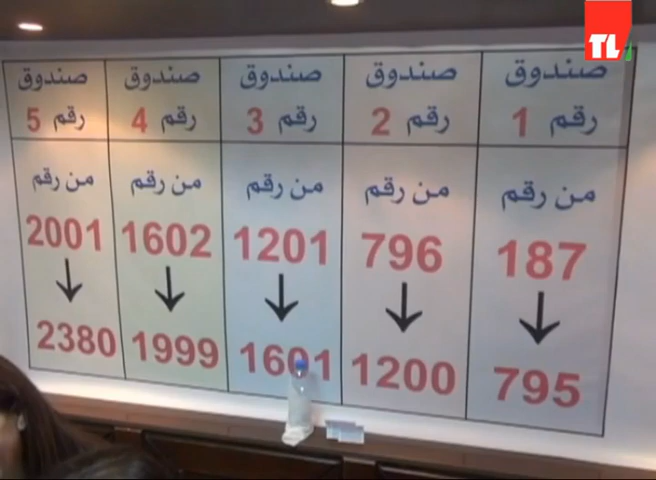 TL
صندوق
رقم 1
من رقم
187
↓
795
صندوق
رقم 2
من رقم
796
↓
1200
صندوق
رقم 3
من رقم
1201
↓
1601
صندوق
رقم 4
من رقم
1602
↓
1999
صندوق
رقم 5
من رقم
2001
↓
2380